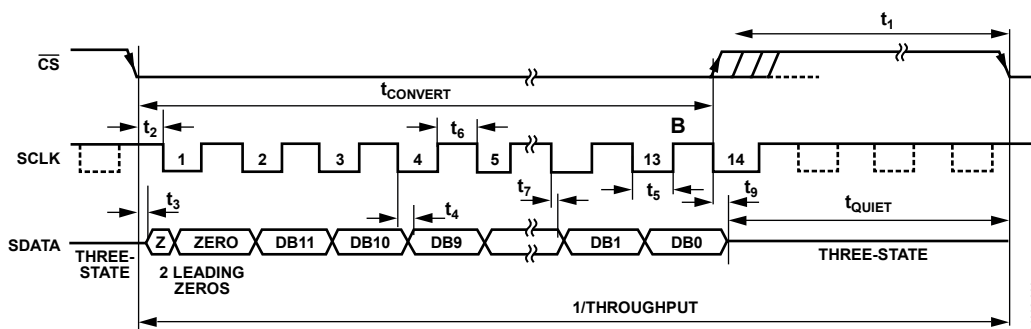 t1
CS
tCONVERT
t2
t6
B
SCLK
1
2
3
4
5
13
14
t3
t4
t7
t5
t9
tQUIET
SDATA
Z
ZERO
DB11
DB10
DB9
DB1
DB0
THREE-
STATE
2 LEADING
ZEROS
THREE-STATE
1/THROUGHPUT